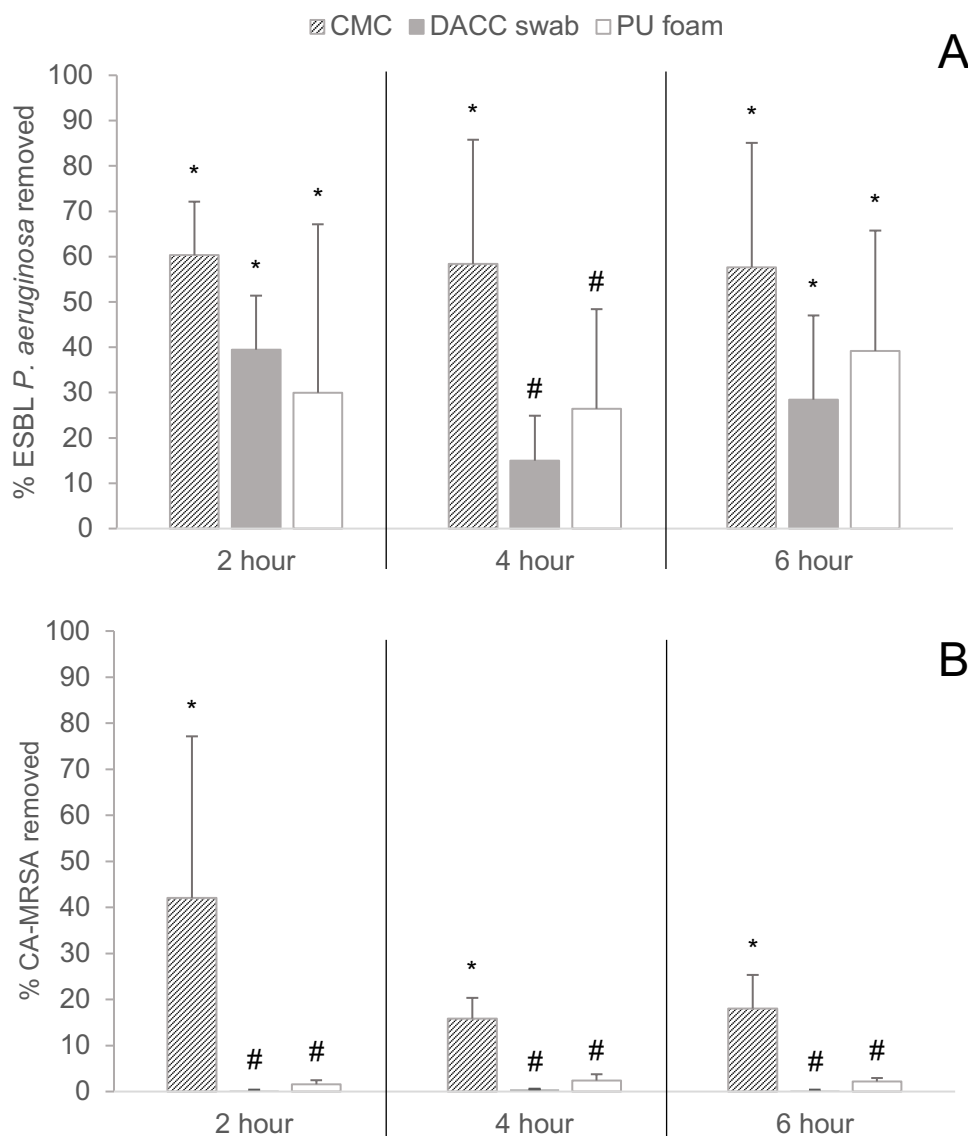 CMC DACC swab PU foam
A
% ESBL P. aeruginosa removed
100
90
80
70
60
50
40
30
20
10
0
* * *
* # #
* * *
2 hour 4 hour 6 hour
B
% CA-MRSA removed
100
90
80
70
60
50
40
30
20
10
0
* # #
* # #
* # #
2 hour 4 hour 6 hour